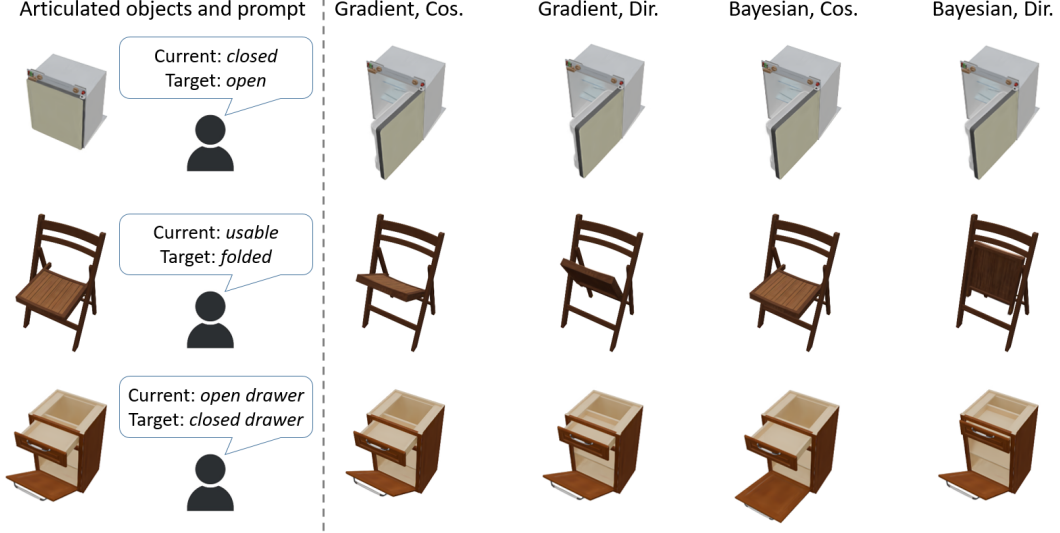 Articulated objects and prompt
Gradient, Cos.
Gradient, Dir.
Bayesian, Cos.
Bayesian, Dir.
Current: closed
Target: open
Current: usable
Target: folded
Current: open drawer
Target: closed drawer